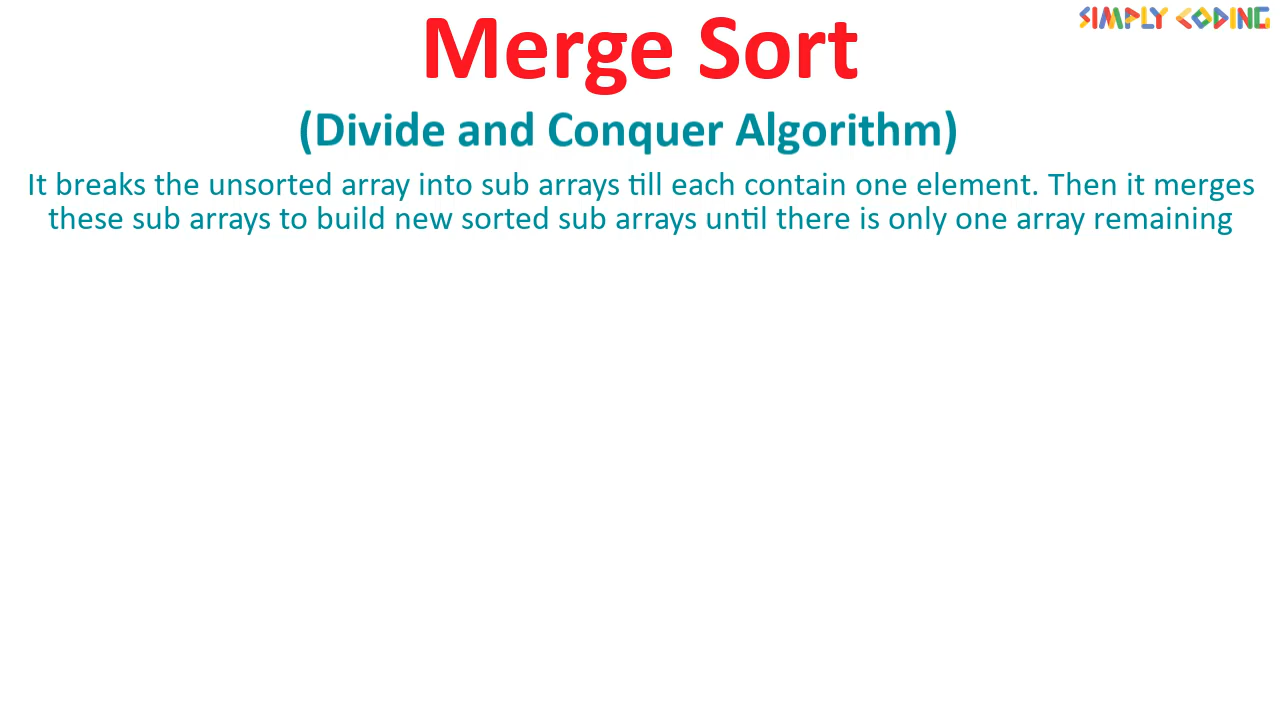 SIMPLY CODING
Merge Sort
(Divide and Conquer Algorithm)
It breaks the unsorted array into sub arrays till each contain one element. Then it merges
these sub arrays to build new sorted sub arrays until there is only one array remaining